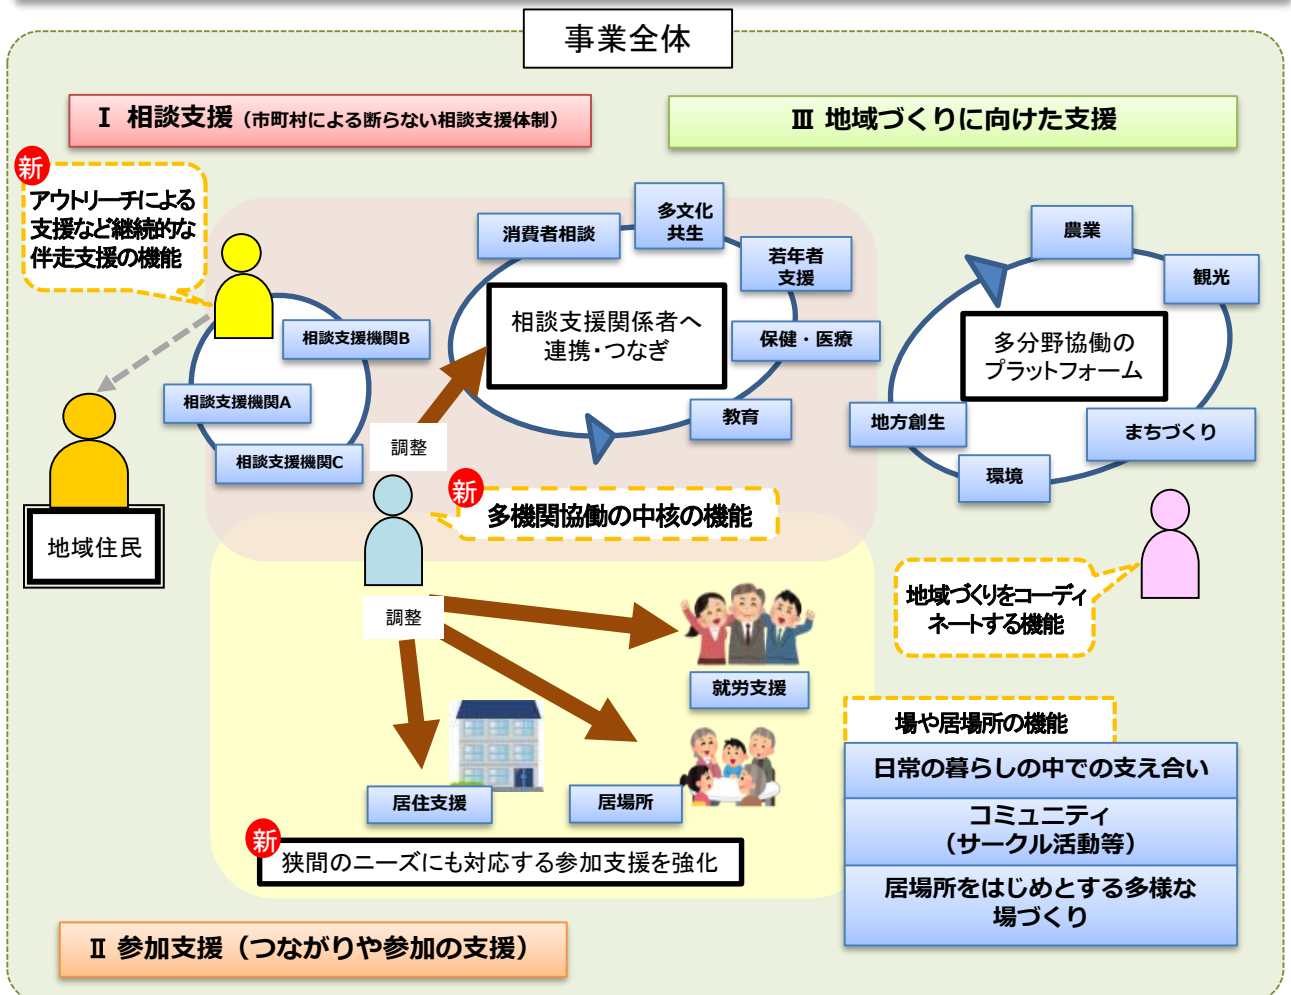 事業全体
Ⅰ 相談支援（市町村による断らない相談支援体制）
Ⅲ 地域づくりに向けた支援
新
アウトリーチによる
支援など継続的な
伴走支援の機能
相談支援機関B
相談支援機関A
相談支援機関C
地域住民
消費者相談
多文化
共生
若年者
支援
保健・医療
教育
相談支援関係者へ
連携・つなぎ
調整
新
多機関協働の中核の機能
農業
観光
まちづくり
環境
地方創生
多分野協働の
プラットフォーム
地域づくりをコーディ
ネートする機能
調整
就労支援
居住支援
居場所
新
狭間のニーズにも対応する参加支援を強化
場や居場所の機能
日常の暮らしの中での支え合い
コミュニティ
（サークル活動等）
居場所をはじめとする多様な
場づくり
Ⅱ 参加支援（つながりや参加の支援）